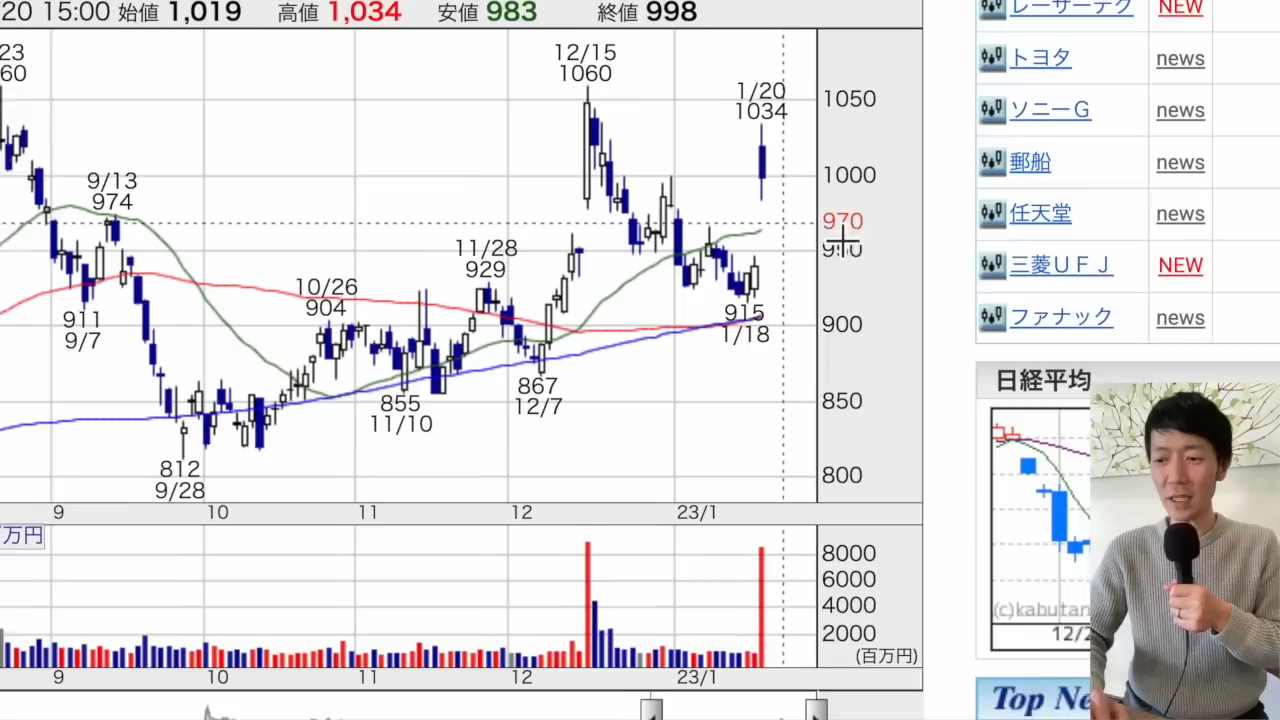 20 15:00 始値 1,019 高値 1,034 安値 983 終値 998
23
60
12/15
1060
1/20
1034
9/13
974
11/28
929
10/26
904
911
9/7
915
1/18
867
12/7
855
11/10
812
9/28
1050
1000
970
950
900
850
800
9 10 11 12 23/1
万円
8000
6000
4000
2000
(百万円)
9 10 11 12 23/1
レーザーテク NEW
トヨタ news
ソニーG news
郵船 news
任天堂 news
三菱UFJ NEW
ファナック news
日経平均
(c)kabutan
12/2
Top Ne